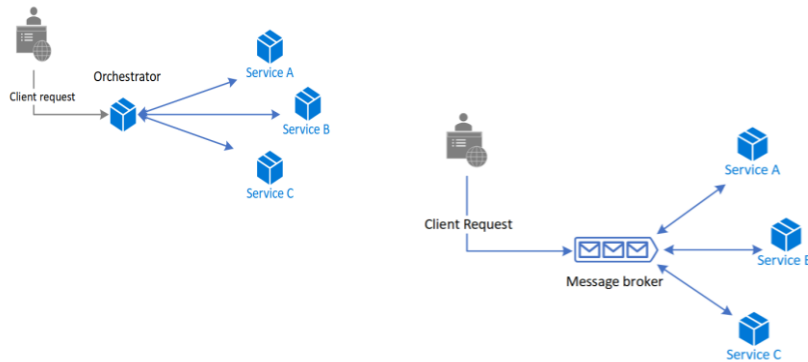 Orchestrator
Client request
Service A
Service B
Service C
Client Request
Message broker
Service A
Service B
Service C